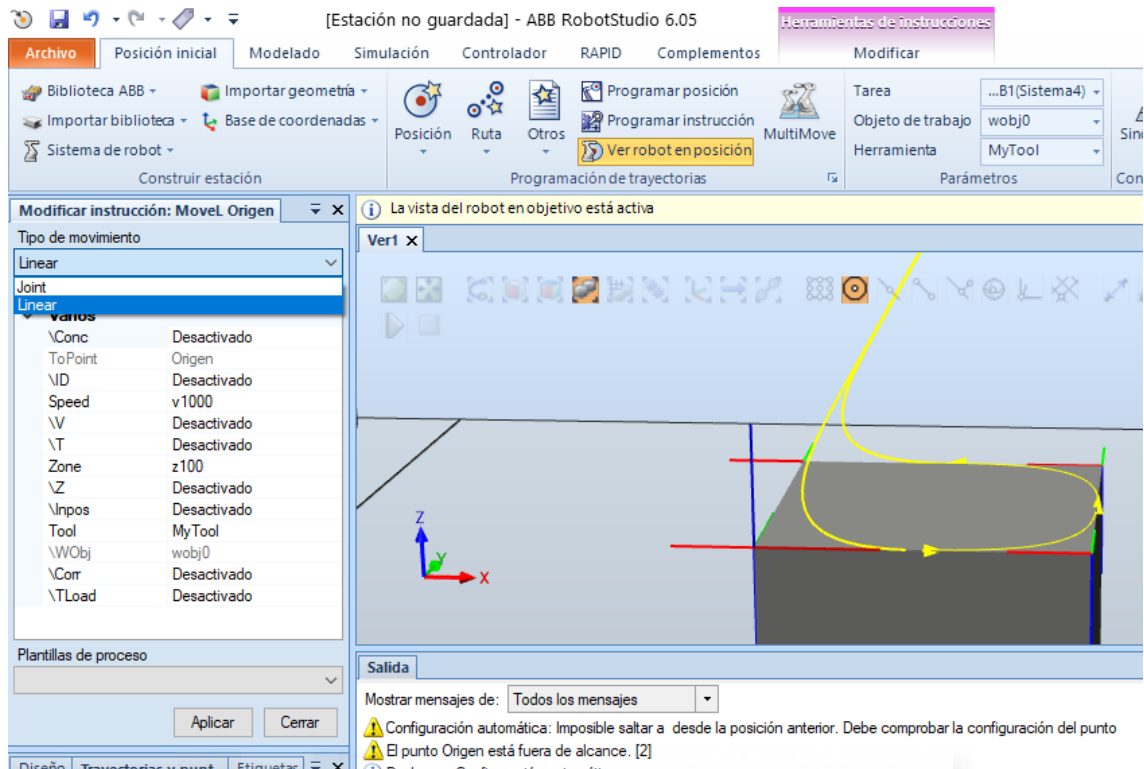 [Estación no guardada] - ABB RobotStudio 6.05
Herramientas de instrucciones
Archivo Posición inicial Modelado Simulación Controlador RAPID Complementos Modificar
Biblioteca ABB
Importar geometría
Importar biblioteca
Base de coordenadas
Sistema de robot
Construir estación
Posición
Ruta
Otros
Programar posición
Programar instrucción
Ver robot en posición
MultiMove
Programación de trayectorias
Tarea ...B1(Sistema4)
Objeto de trabajo wobj0
Herramienta MyTool
Parámetros
Modificar instrucción: MoveL Origen
Tipo de movimiento
Linear
Joint
Linear
Varios
\Conc Desactivado
ToPoint Origen
\ID Desactivado
Speed v1000
\V Desactivado
\T Desactivado
Zone z100
\Z Desactivado
\Inpos Desactivado
Tool MyTool
\WObj wobj0
\Corr Desactivado
\TLoad Desactivado
Plantillas de proceso
Aplicar Cerrar
Diseño Trayectorias y punt... Etiquetas
La vista del robot en objetivo está activa
Ver1
Z
Y
X
Salida
Mostrar mensajes de: Todos los mensajes
Configuración automática: Imposible saltar a desde la posición anterior. Debe comprobar la configuración del punto
El punto Origen está fuera de alcance. [2]